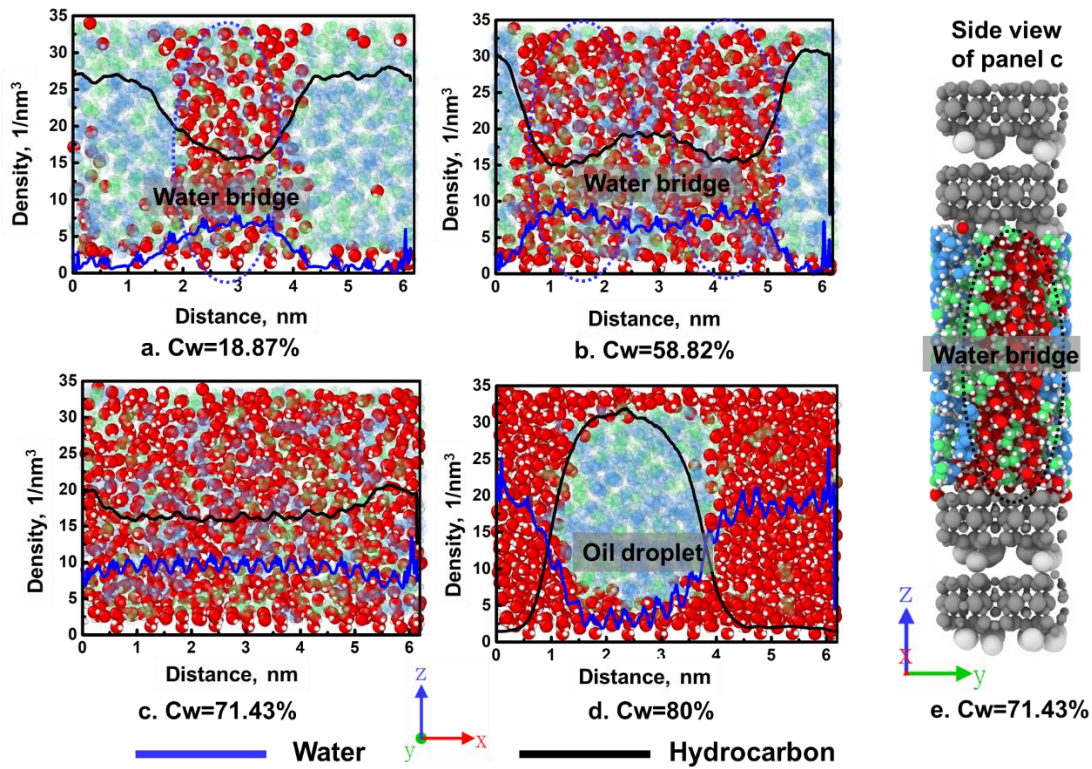 Density, 1/nm³
35
30
25
20
15
10
5
0
Water bridge
0 1 2 3 4 5 6
Distance, nm
a. Cw=18.87%
Density, 1/nm³
35
30
25
20
15
10
5
0
Water bridge
0 1 2 3 4 5 6
Distance, nm
b. Cw=58.82%
Side view
of panel c
Water bridge
z
x
y
e. Cw=71.43%
Density, 1/nm³
35
30
25
20
15
10
5
0
0 1 2 3 4 5 6
Distance, nm
c. Cw=71.43%
Density, 1/nm³
35
30
25
20
15
10
5
0
Oil droplet
0 1 2 3 4 5 6
Distance, nm
d. Cw=80%
z
y
x
Water
Hydrocarbon